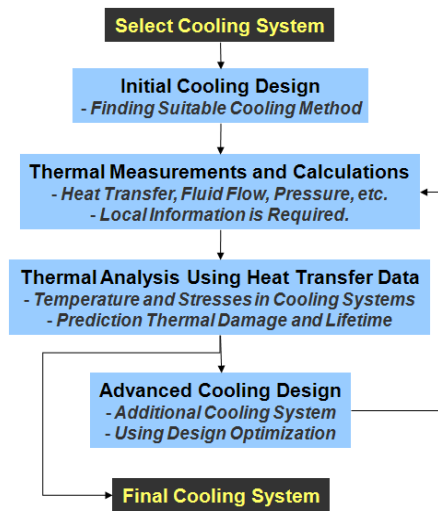 Select Cooling System
Initial Cooling Design
- Finding Suitable Cooling Method
Thermal Measurements and Calculations
- Heat Transfer, Fluid Flow, Pressure, etc.
- Local Information is Required.
Thermal Analysis Using Heat Transfer Data
- Temperature and Stresses in Cooling Systems
- Prediction Thermal Damage and Lifetime
Advanced Cooling Design
- Additional Cooling System
- Using Design Optimization
Final Cooling System